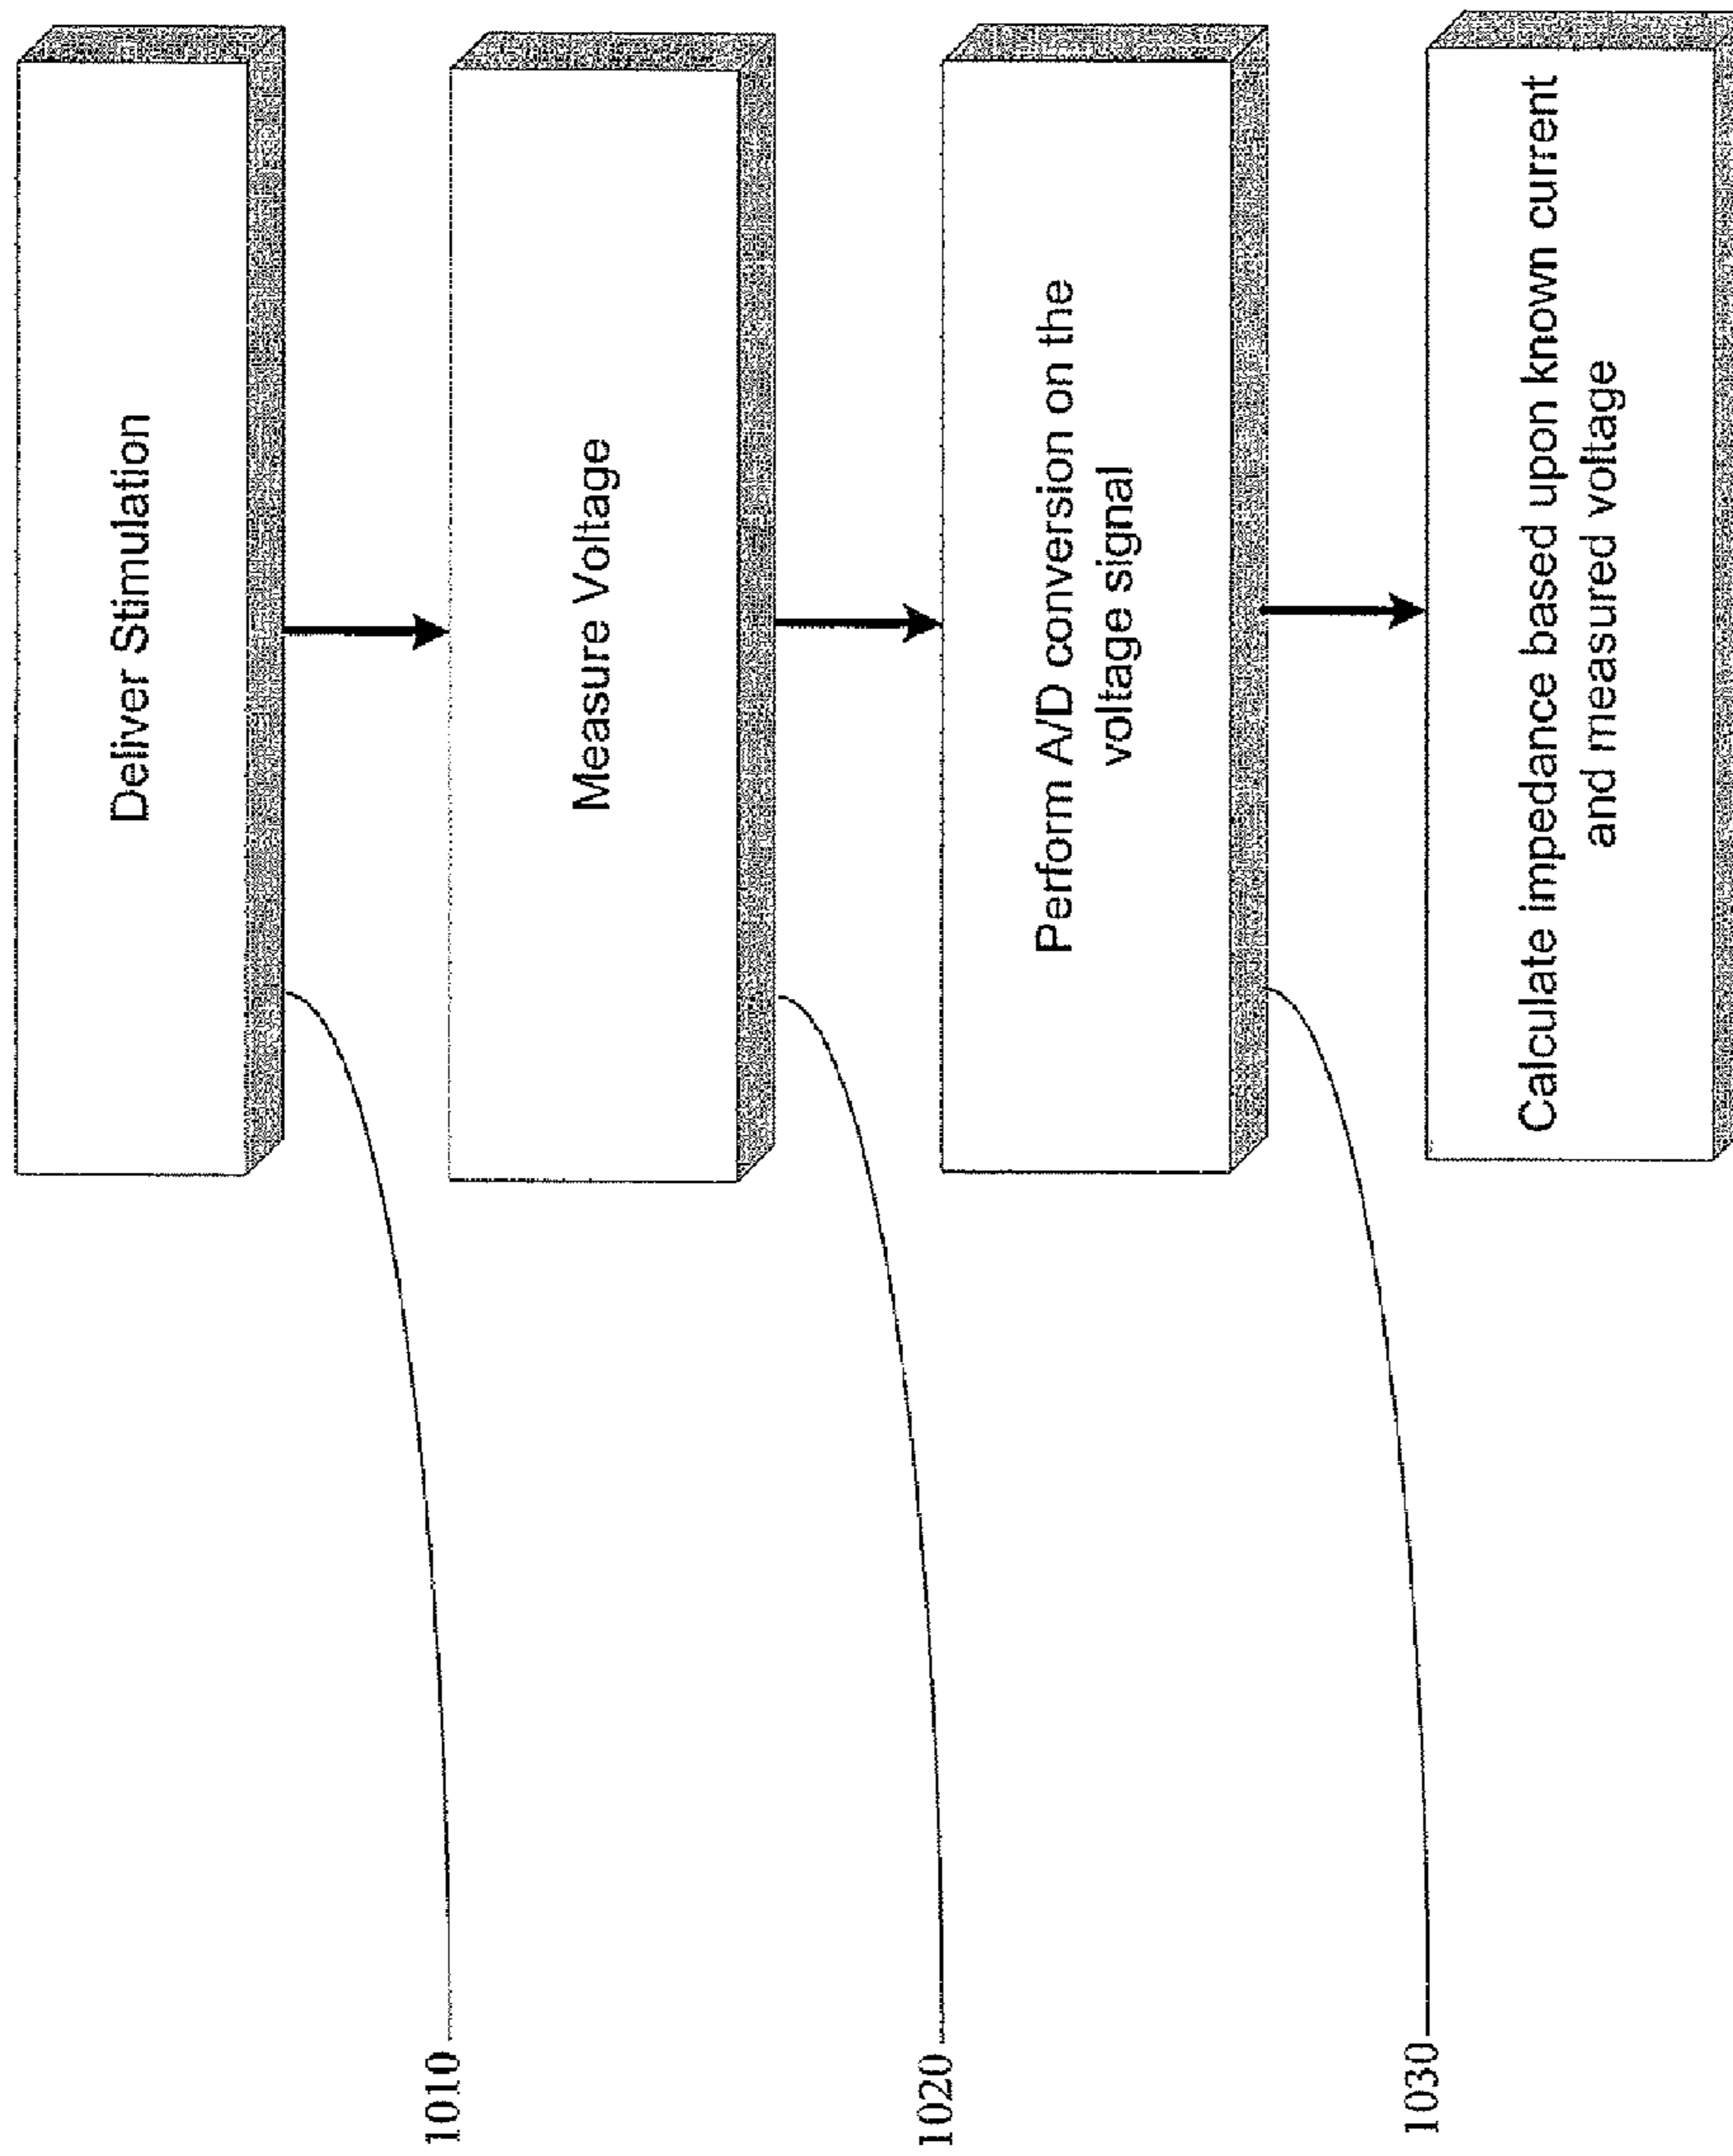 Deliver Stimulation
1010
Measure Voltage
1020
Perform A/D conversion on the
voltage signal
1030
Calculate impedance based upon known current
and measured voltage